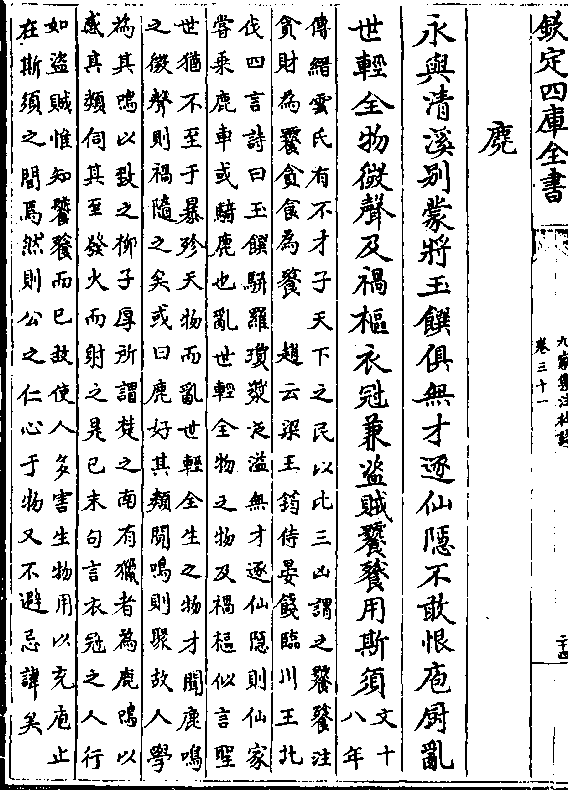 欽定四庫全書
九家集注杜詩
卷三十一
二十四
麂
永與清溪别蒙將玉饌俱無才逐仙隱不敢恨庖厨亂
世輕全物微聲及禍樞衣冠兼盜賊饕餮用斯須文十
八年
傳縉雲氏有不才子天下之民以比三凶謂之饕餮注
貪財為饕貪食為餮 趙云梁王筠侍宴餞臨川王北
伐四言詩曰玉饌駢羅瓊漿泛溢無才逐仙隱則仙家
嘗乘鹿車或騎鹿也亂世輕全物之物及禍樞似言聖
世猶不至于暴殄天物而亂世輕全生之物才聞鹿鳴
之微聲則禍隨之矣或曰鹿好其類聞鳴則聚故人學
為其鳴以致之柳子厚所謂楚之南有獵者為鹿鳴以
感其類伺其至發火而射之是已末句言衣冠之人行
如盜賊惟知饕餮而已故使人多害生物用以充庖止
在斯須之間焉然則公之仁心于物又不避忌諱矣